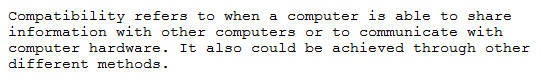 Compatibility refers to when a computer is able to share
information with other computers or to communicate with
computer hardware. It also could be achieved through other
different methods.